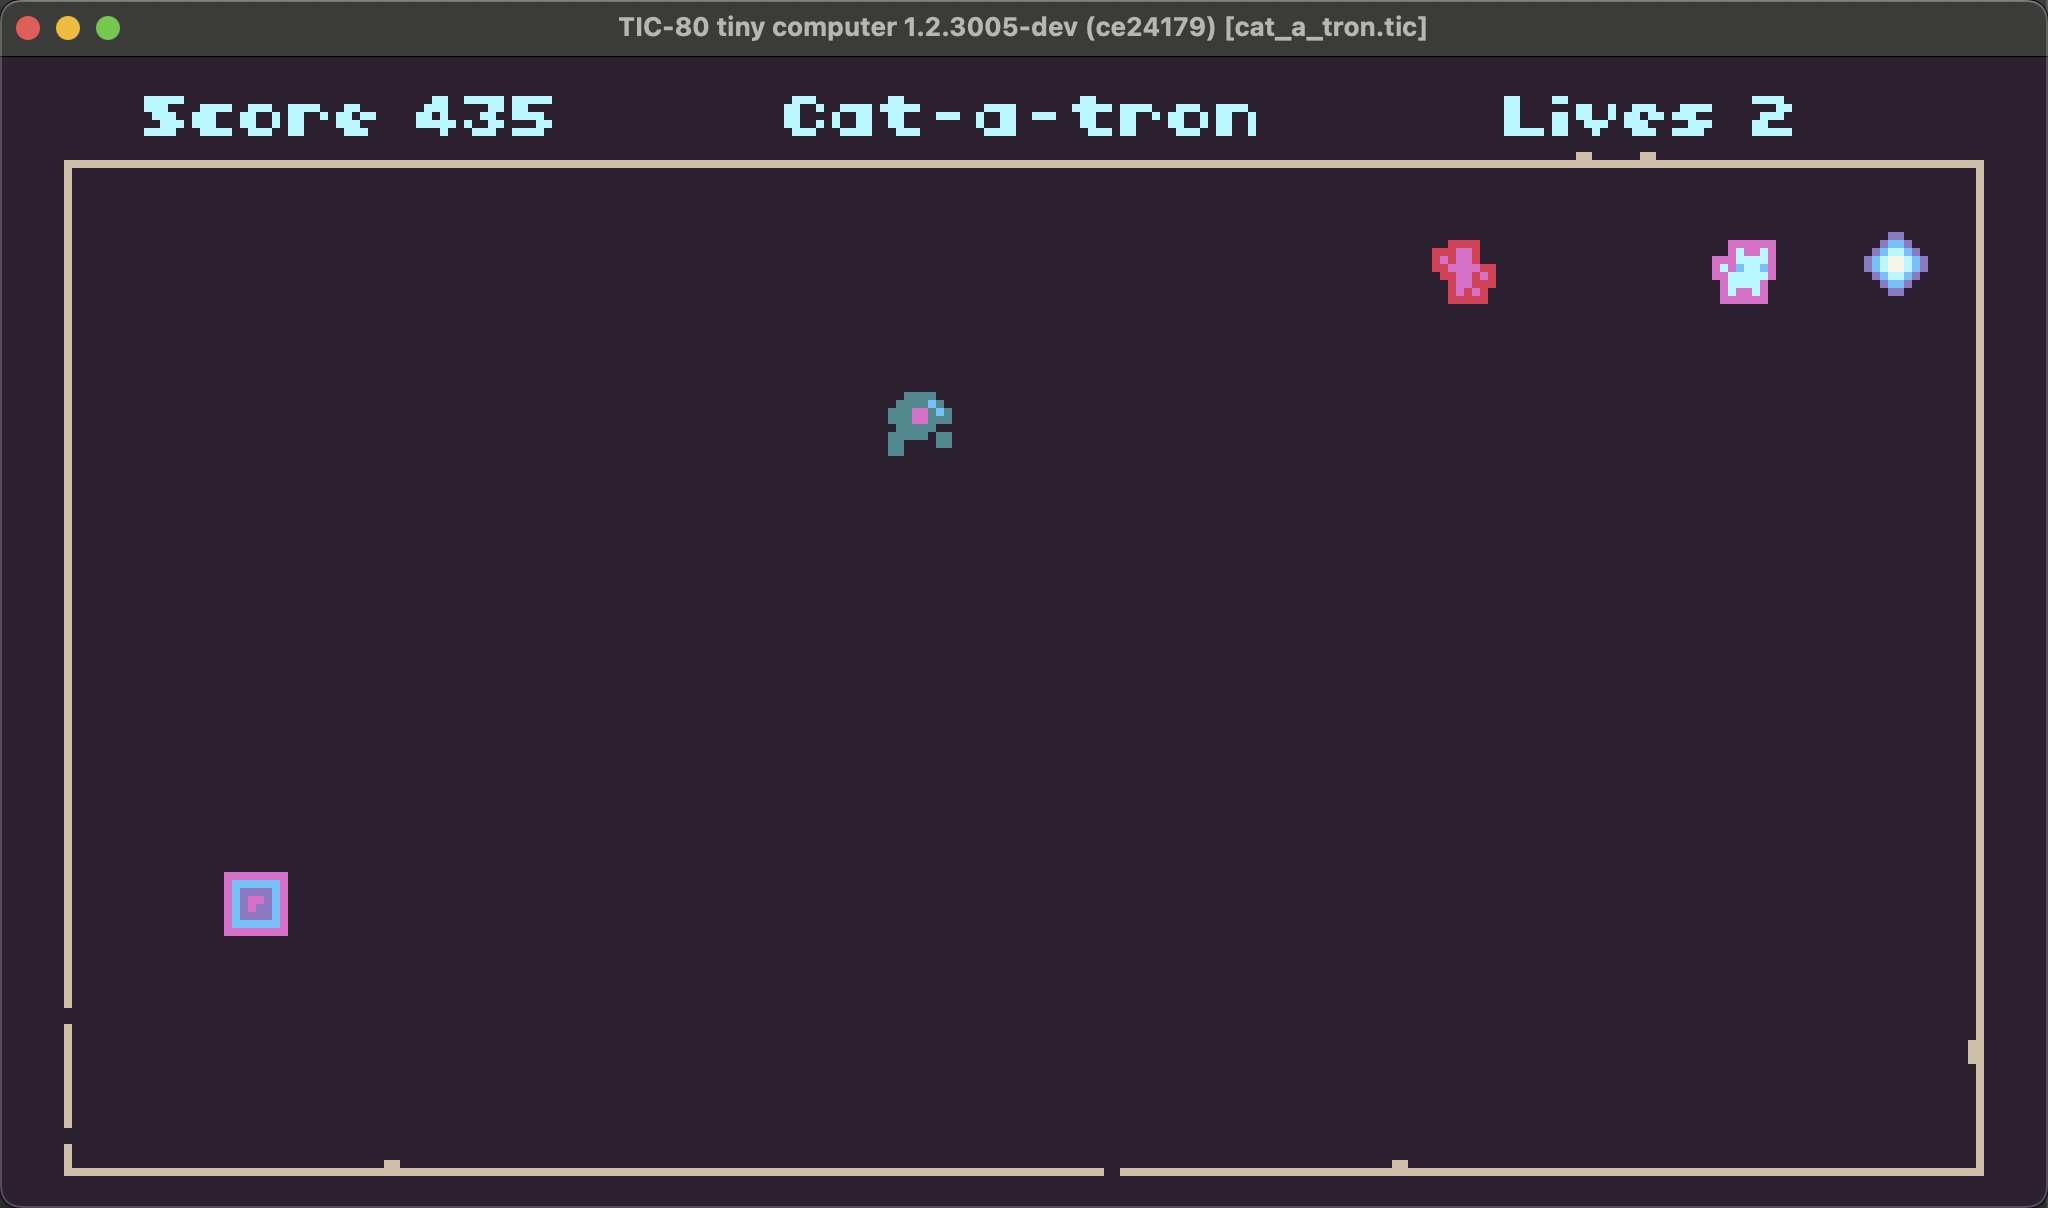 TIC-80 tiny computer 1.2.3005-dev (ce24179) [cat_a_tron.tic]
Score 435 Cat-a-tron Lives 2